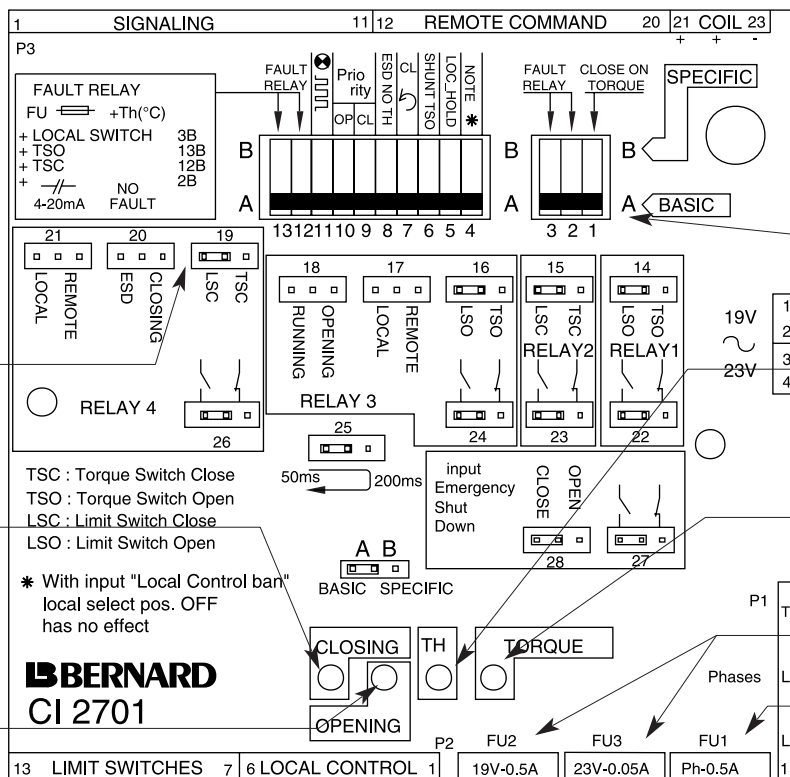 1 SIGNALING 11 12 REMOTE COMMAND 20 21 COIL 23
+ + -
P3
FAULT RELAY
FU +Th(°C)
+ LOCAL SWITCH 3B
+ TSO 13B
+ TSC 12B
+ 2B
4-20mA NO FAULT
FAULT RELAY
Priority
OP CL
ESD NO TH
CL
SHUNT TSO
LOC_HOLD
NOTE *
B B
A A
13 12 11 10 9 8 7 6 5 4
FAULT RELAY
CLOSE ON TORQUE
B
A
3 2 1
SPECIFIC
BASIC
21
LOCAL
REMOTE
20
ESD
CLOSING
19
LSC
TSC
RELAY 4
26
18
RUNNING
OPENING
17
LOCAL
REMOTE
16
LSO
TSO
RELAY 3
24
15
LSC
TSC
RELAY2
23
14
LSO
TSO
RELAY1
22
19V
23V
1
2
3
4
25
50ms 200ms
TSC : Torque Switch Close
TSO : Torque Switch Open
LSC : Limit Switch Close
LSO : Limit Switch Open
input
Emergency
Shut
Down
CLOSE
OPEN
28
27
A B
BASIC SPECIFIC
* With input "Local Control ban"
local select pos. OFF
has no effect
CLOSING
TH
TORQUE
OPENING
BERNARD
CI 2701
P1
T
Phases
L
L
1
P2
FU2
19V-0.5A
FU3
23V-0.05A
FU1
Ph-0.5A
13 LIMIT SWITCHES 7 6 LOCAL CONTROL 1